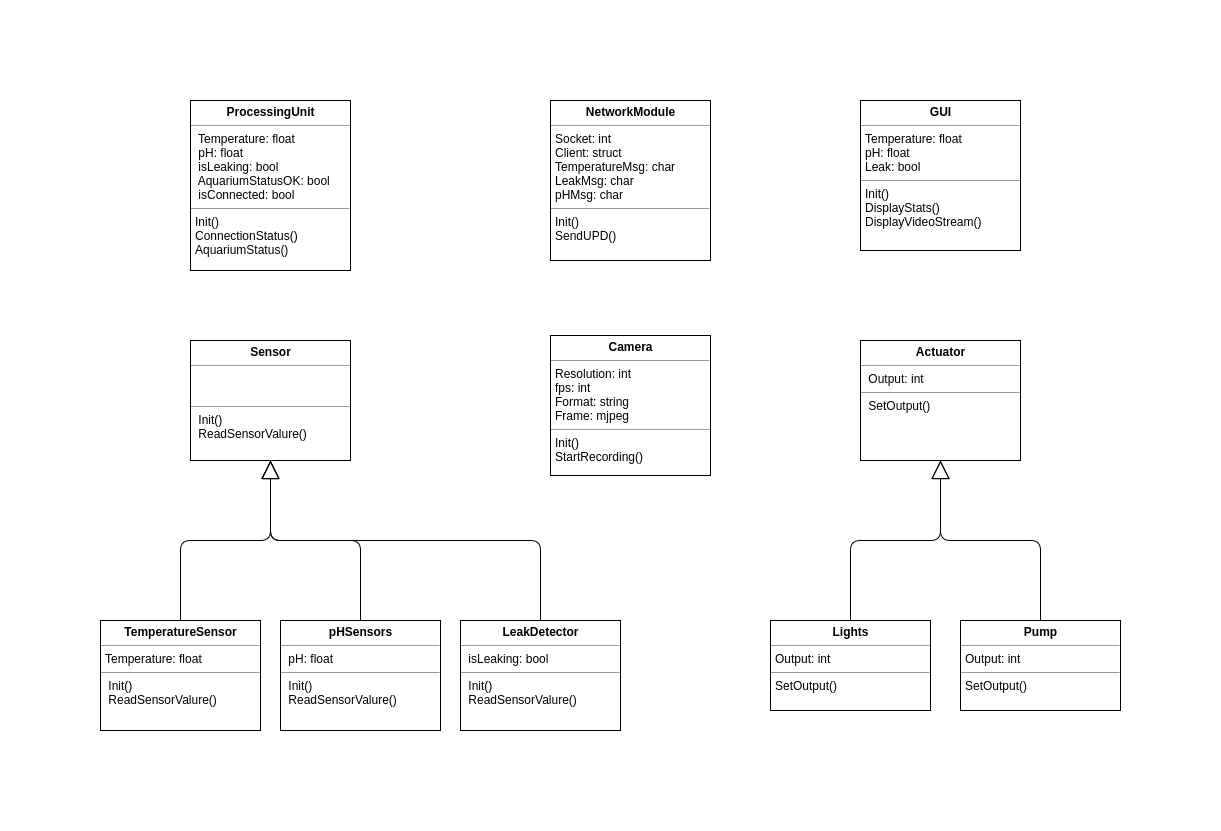 ProcessingUnit
Temperature: float
pH: float
isLeaking: bool
AquariumStatusOK: bool
isConnected: bool
Init()
ConnectionStatus()
AquariumStatus()
NetworkModule
Socket: int
Client: struct
TemperatureMsg: char
LeakMsg: char
pHMsg: char
Init()
SendUPD()
GUI
Temperature: float
pH: float
Leak: bool
Init()
DisplayStats()
DisplayVideoStream()
Sensor
Init()
ReadSensorValure()
Camera
Resolution: int
fps: int
Format: string
Frame: mjpeg
Init()
StartRecording()
Actuator
Output: int
SetOutput()
TemperatureSensor
Temperature: float
Init()
ReadSensorValure()
pHSensors
pH: float
Init()
ReadSensorValure()
LeakDetector
isLeaking: bool
Init()
ReadSensorValure()
Lights
Output: int
SetOutput()
Pump
Output: int
SetOutput()